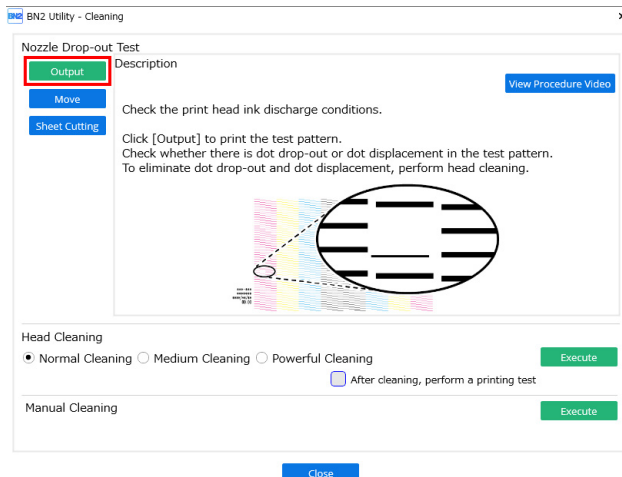 BN2 BN2 Utility - Cleaning
Nozzle Drop-out Test
Output
Description
View Procedure Video
Move
Check the print head ink discharge conditions.
Sheet Cutting
Click [Output] to print the test pattern.
Check whether there is dot drop-out or dot displacement in the test pattern.
To eliminate dot drop-out and dot displacement, perform head cleaning.
Head Cleaning
Normal Cleaning Medium Cleaning Powerful Cleaning
Execute
After cleaning, perform a printing test
Manual Cleaning
Execute
Close